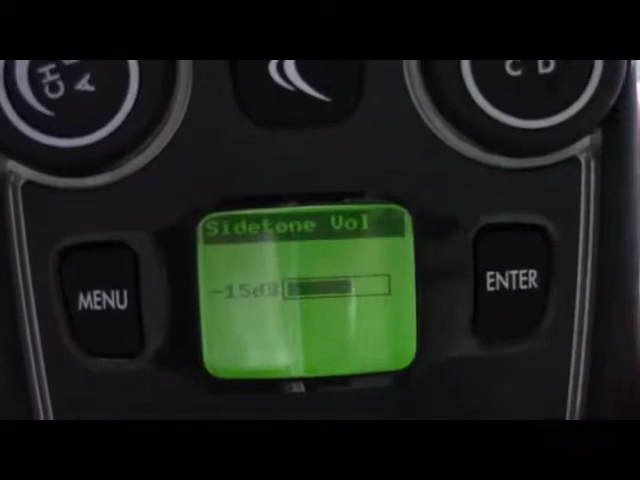 CH
A
C D
Sidetone Vol
-15dB
MENU
ENTER